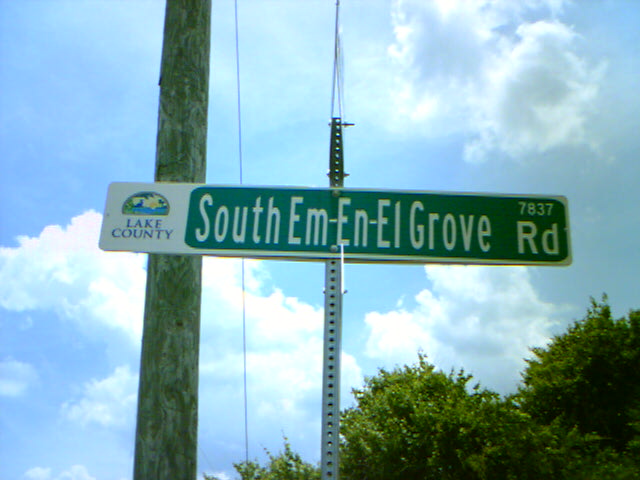 LAKE
COUNTY
South Em-En-El Grove Rd
7837